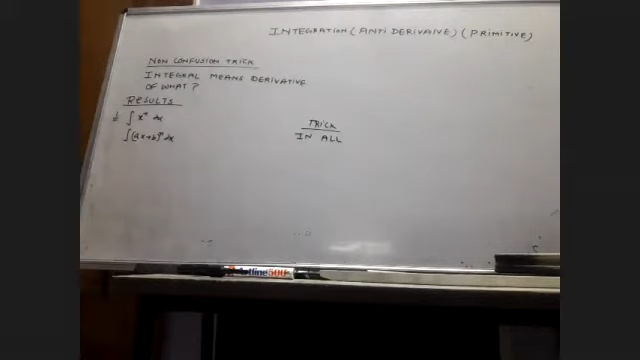 INTEGRATION (ANTI DERIVAIVE) (PRIMITIVE)
NON CONFUSION TRICK
INTEGRAL MEANS DERIVATIVE
OF WHAT?
RESULTS
1. ∫ xⁿ dx
∫(ax+b)ⁿ dx
TRICK
IN ALL